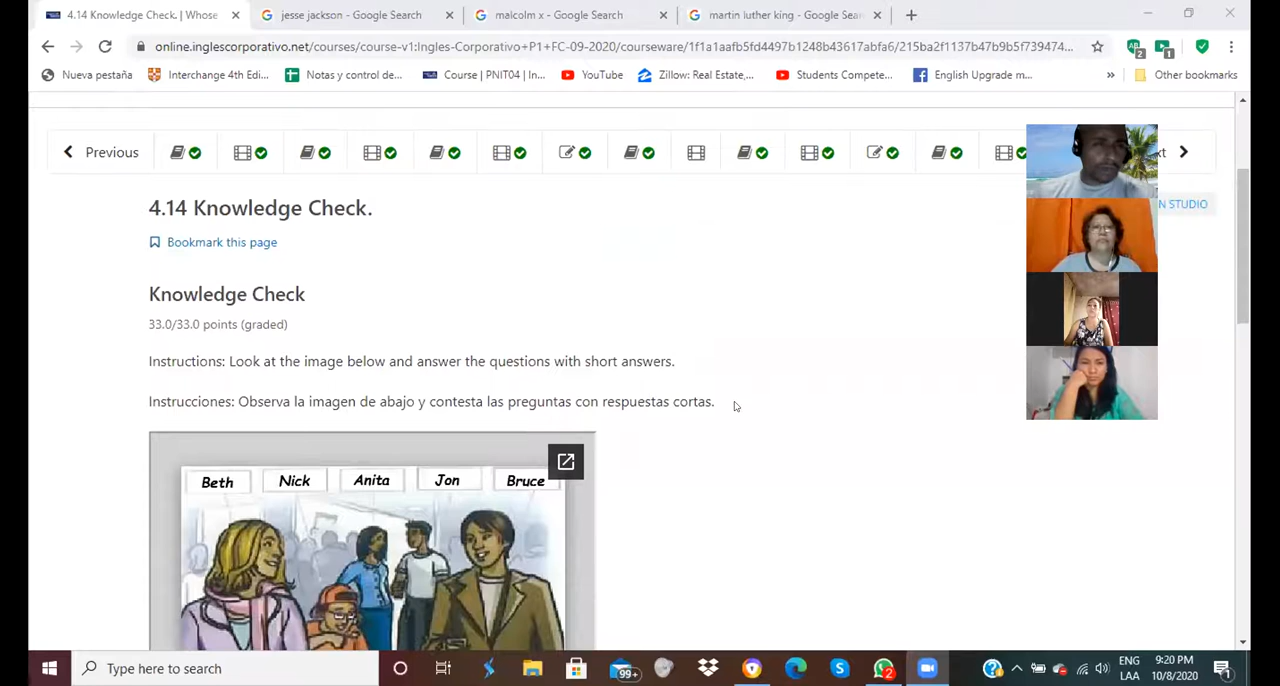 4.14 Knowledge Check. | Whose
jesse jackson - Google Search
malcolm x - Google Search
martin luther king - Google Sear
online.inglescorporativo.net/courses/course-v1:Ingles-Corporativo+P1+FC-09-2020/courseware/1f1a1aafb5fd4497b1248b43617abfa6/215ba2f1137b47b9b5f739474...
Nueva pestaña
Interchange 4th Edi...
Notas y control de...
Course | PNIT04 | In...
YouTube
Zillow: Real Estate,...
Students Compete...
English Upgrade m...
Other bookmarks
Previous
xt
N STUDIO
4.14 Knowledge Check.
Bookmark this page
Knowledge Check
33.0/33.0 points (graded)
Instructions: Look at the image below and answer the questions with short answers.
Instrucciones: Observa la imagen de abajo y contesta las preguntas con respuestas cortas.
Beth Nick Anita Jon Bruce
Type here to search
99+
2
ENG
LAA
9:20 PM
10/8/2020
1